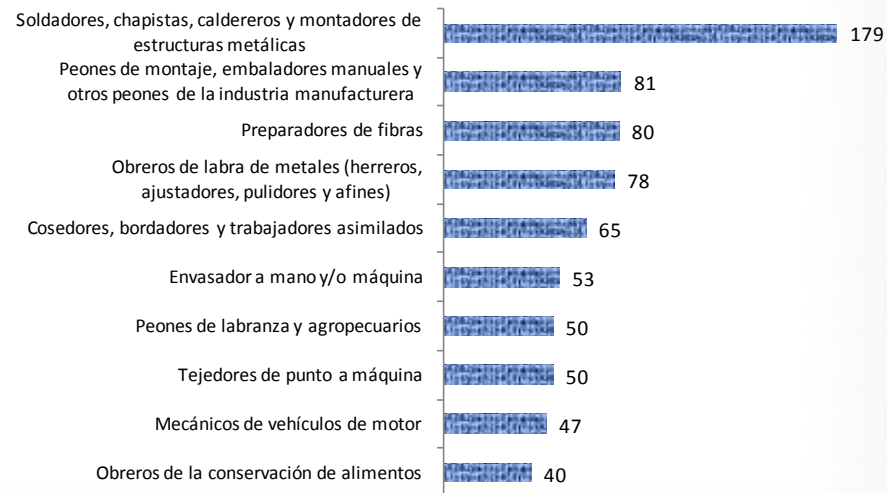 Soldadores, chapistas, caldereros y montadores de
estructuras metálicas
179
Peones de montaje, embaladores manuales y
otros peones de la industria manufacturera
81
Preparadores de fibras
80
Obreros de labra de metales (herreros,
ajustadores, pulidores y afines)
78
Cosedores, bordadores y trabajadores asimilados
65
Envasador a mano y/o máquina
53
Peones de labranza y agropecuarios
50
Tejedores de punto a máquina
50
Mecánicos de vehículos de motor
47
Obreros de la conservación de alimentos
40